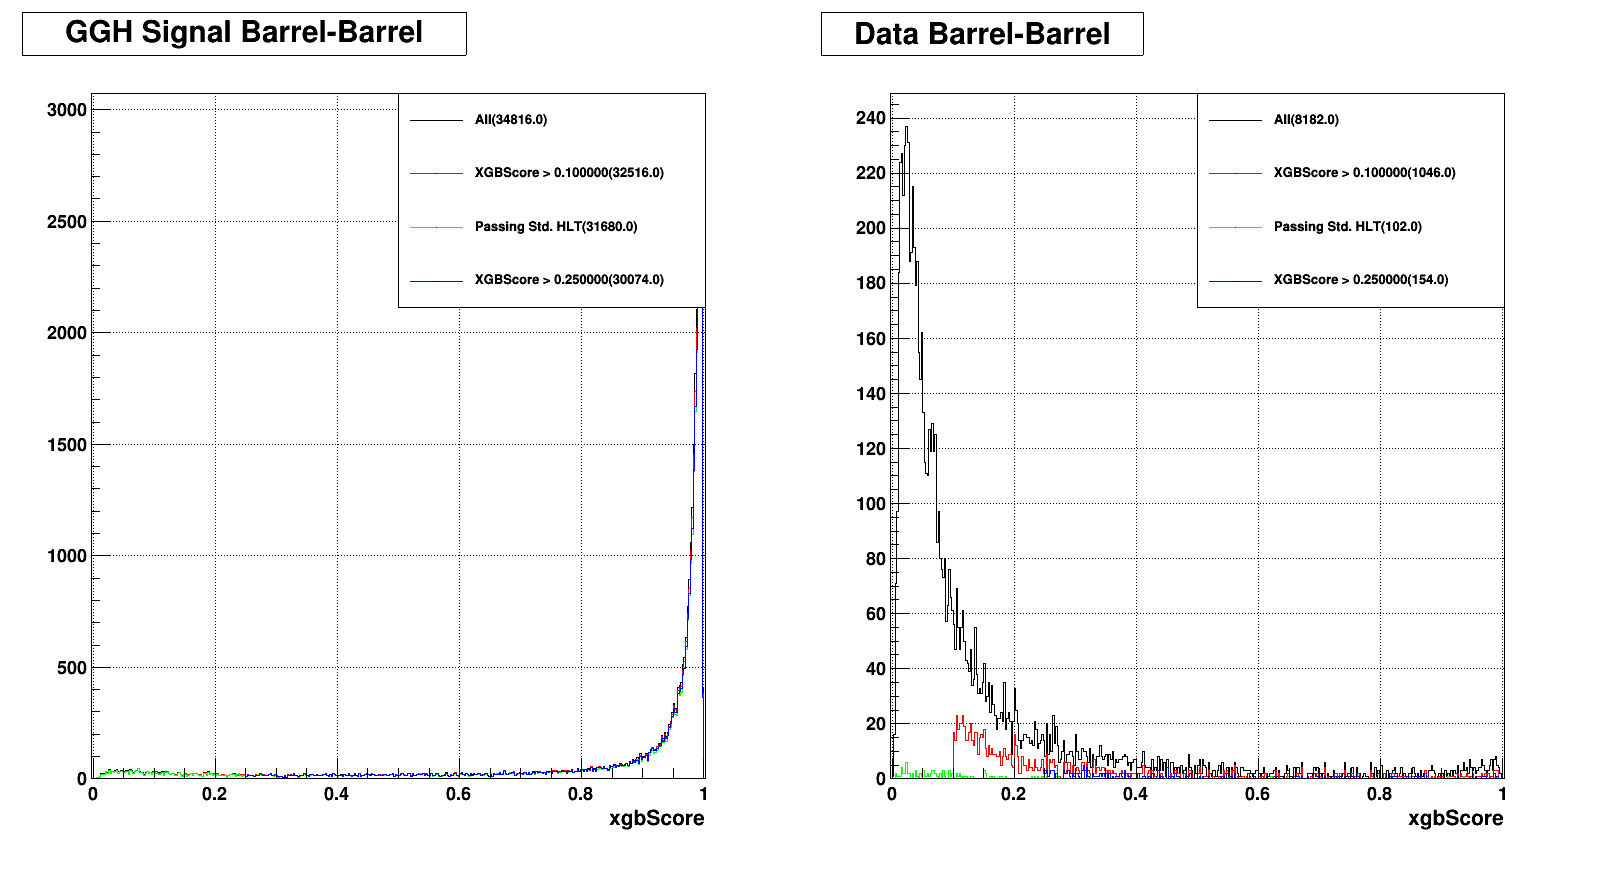 GGH Signal Barrel-Barrel
3000
2500
2000
1500
1000
500
0
All(34816.0)
XGBScore > 0.100000(32516.0)
Passing Std. HLT(31680.0)
XGBScore > 0.250000(30074.0)
0 0.2 0.4 0.6 0.8 1
xgbScore
Data Barrel-Barrel
240
220
200
180
160
140
120
100
80
60
40
20
0
All(8182.0)
XGBScore > 0.100000(1046.0)
Passing Std. HLT(102.0)
XGBScore > 0.250000(154.0)
0 0.2 0.4 0.6 0.8 1
xgbScore